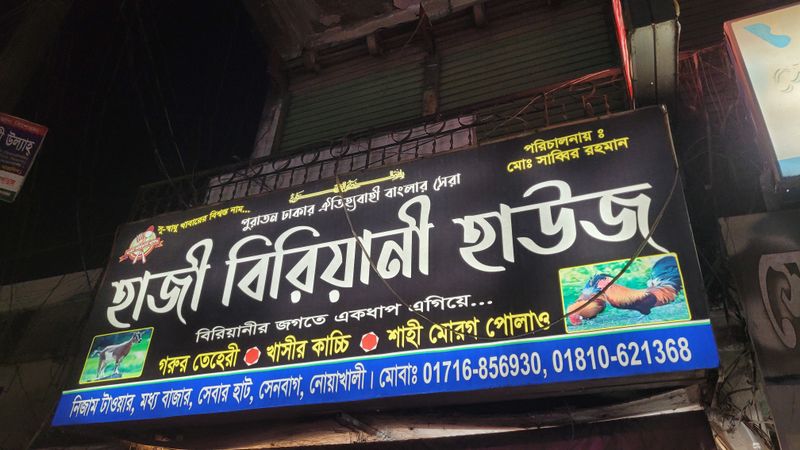 সু-স্বাদু খাবারের বিশ্বস্ত নাম...
পুরাতন ঢাকার ঐতিহ্যবাহী বাংলার সেরা
পরিচালনায় ঃ
মোঃ সাব্বির রহমান
হাজী বিরিয়ানী হাউজ
বিরিয়ানীর জগতে একধাপ এগিয়ে...
গরুর তেহেরী খাসীর কাচ্চি শাহী মোরগ পোলাও
নিজাম টাওয়ার, মধ্য বাজার, সেবার হাট, সেনবাগ, নোয়াখালী। মোবাঃ 01716-856930, 01810-621368